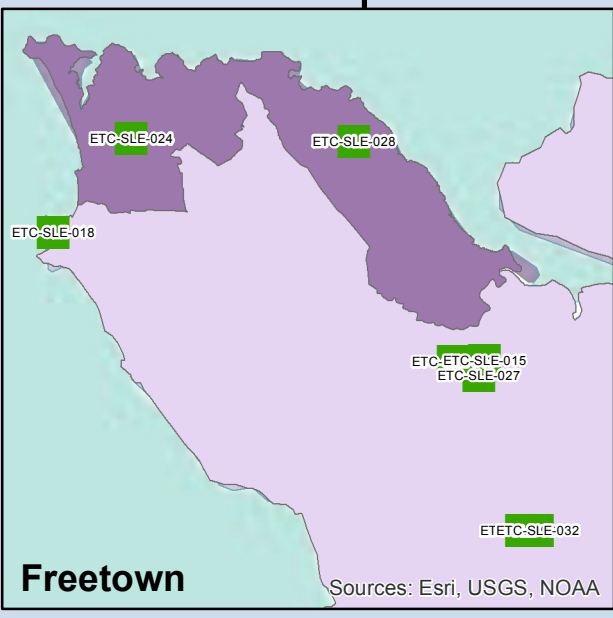 ETC-SLE-024
ETC-SLE-028
ETC-SLE-018
ETC-ETC-SLE-015
ETC-SLE-027
ETETC-SLE-032
Freetown
Sources: Esri, USGS, NOAA